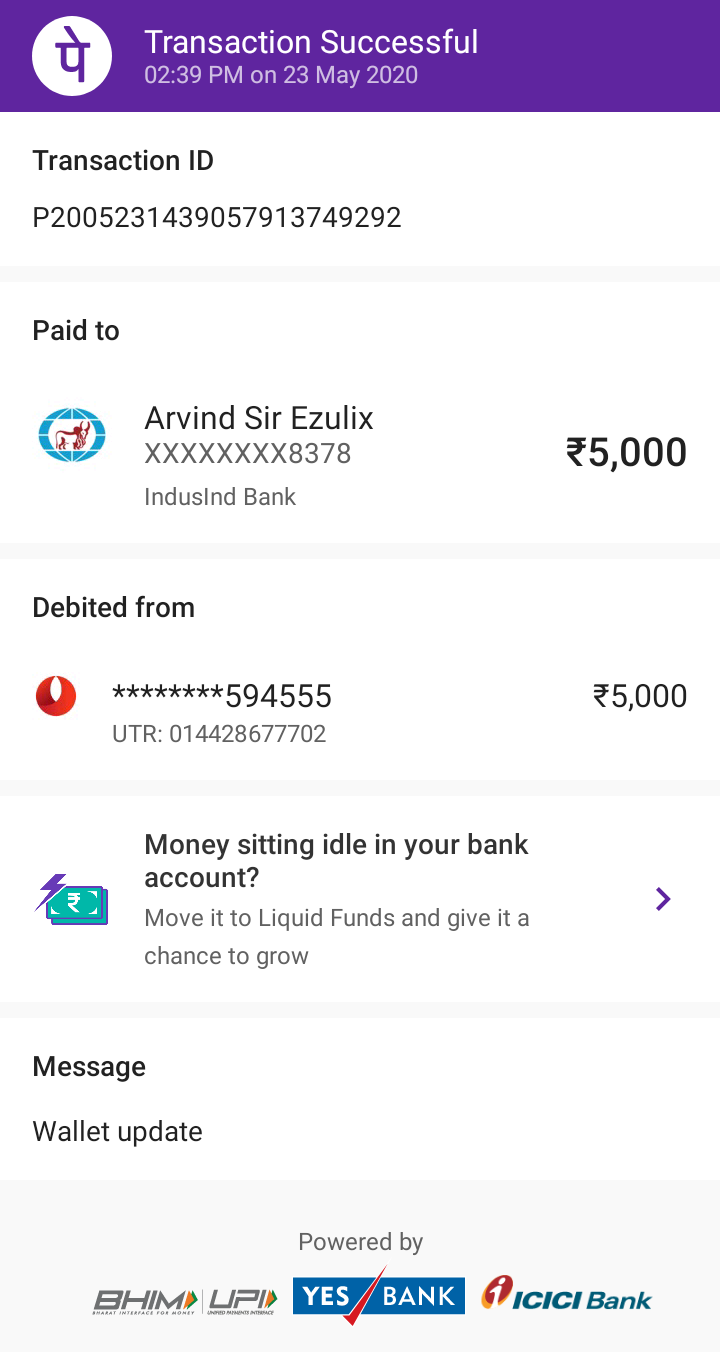 पे
Transaction Successful
02:39 PM on 23 May 2020
Transaction ID
P2005231439057913749292
Paid to
Arvind Sir Ezulix
XXXXXXXX8378
₹5,000
IndusInd Bank
Debited from
********594555
₹5,000
UTR: 014428677702
Money sitting idle in your bank
account?
₹
Move it to Liquid Funds and give it a
chance to grow
Message
Wallet update
Powered by
BHIM UPI YES BANK ICICI Bank
BHARAT INTERFACE FOR MONEY UNIFIED PAYMENTS INTERFACE